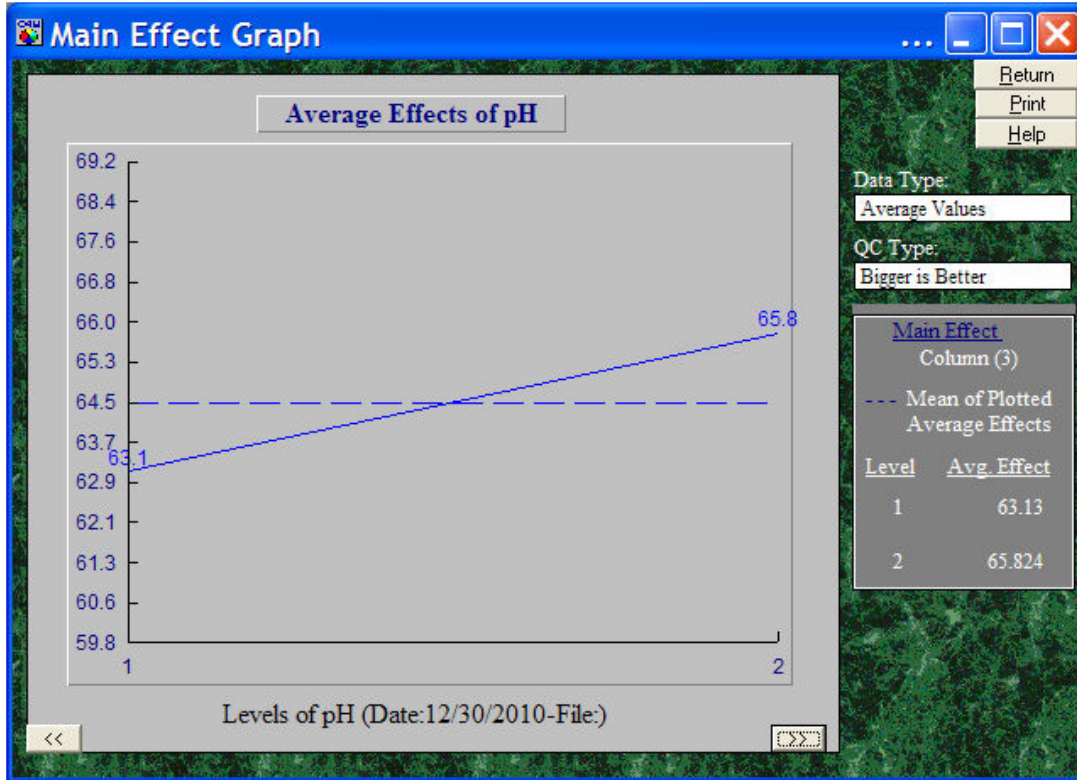 Main Effect Graph
...
Return
Print
Help
Average Effects of pH
69.2
68.4
67.6
66.8
66.0
65.3
64.5
63.7
62.9
62.1
61.3
60.6
59.8
63.1
65.8
1
2
Levels of pH (Date:12/30/2010-File:)
<<
>>
Data Type:
Average Values
QC Type:
Bigger is Better
Main Effect
Column (3)
--- Mean of Plotted
Average Effects
Level Avg. Effect
1 63.13
2 65.824